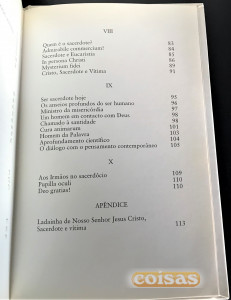 VIII
Quem é o sacerdote? 83
Admirabile commercium! 84
Sacerdote e Eucaristia 85
In persona Christi 86
Mysterium fidei 89
Cristo, Sacerdote e Vítima 91
IX
Ser sacerdote hoje 95
Os anseios profundos do ser humano 96
Ministro da misericórdia 97
Um homem em contacto com Deus 98
Chamado à santidade 98
Cura animarum 101
Homem da Palavra 103
Aprofundamento científico 104
O diálogo com o pensamento contemporâneo 105
X
Aos Irmãos no sacerdócio 109
Pupilla oculi 110
Deo gratias! 110
APÊNDICE
Ladainha de Nosso Senhor Jesus Cristo,
Sacerdote e vítima 113
coisas